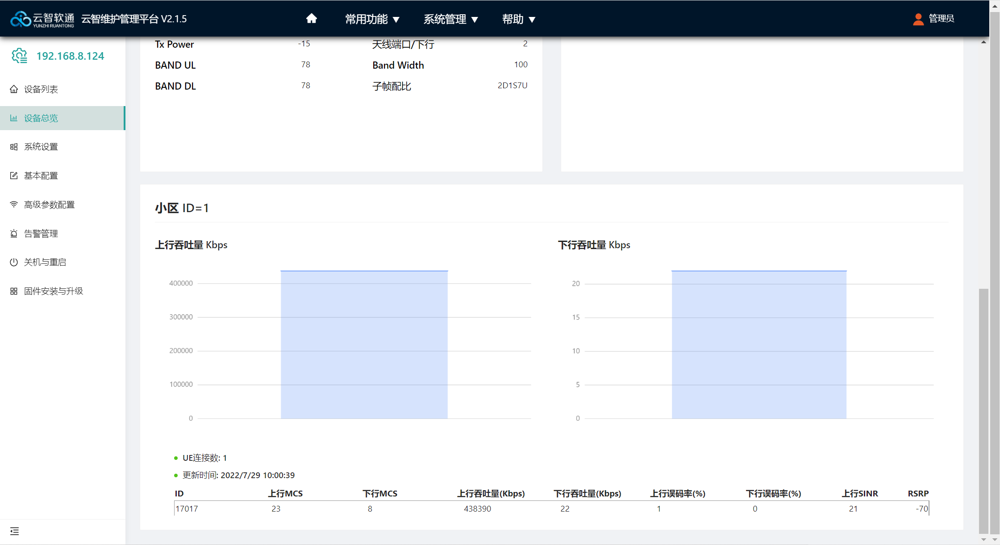 云智软通 YUNZHI RUANTONG 云智维护管理平台 V2.1.5 常用功能 ▼ 系统管理 ▼ 帮助 ▼ 管理员
192.168.8.124
设备列表
设备总览
系统设置
基本配置
高级参数配置
告警管理
关机与重启
固件安装与升级
Tx Power -15 天线端口/下行 2
BAND UL 78 Band Width 100
BAND DL 78 子帧配比 2D1S7U
小区 ID=1
上行吞吐量 Kbps
400000
300000
200000
100000
0
下行吞吐量 Kbps
20
15
10
5
0
UE连接数: 1
更新时间: 2022/7/29 10:00:39
ID 上行MCS 下行MCS 上行吞吐量(Kbps) 下行吞吐量(Kbps) 上行误码率(%) 下行误码率(%) 上行SINR RSRP
17017 23 8 438390 22 1 0 21 -70